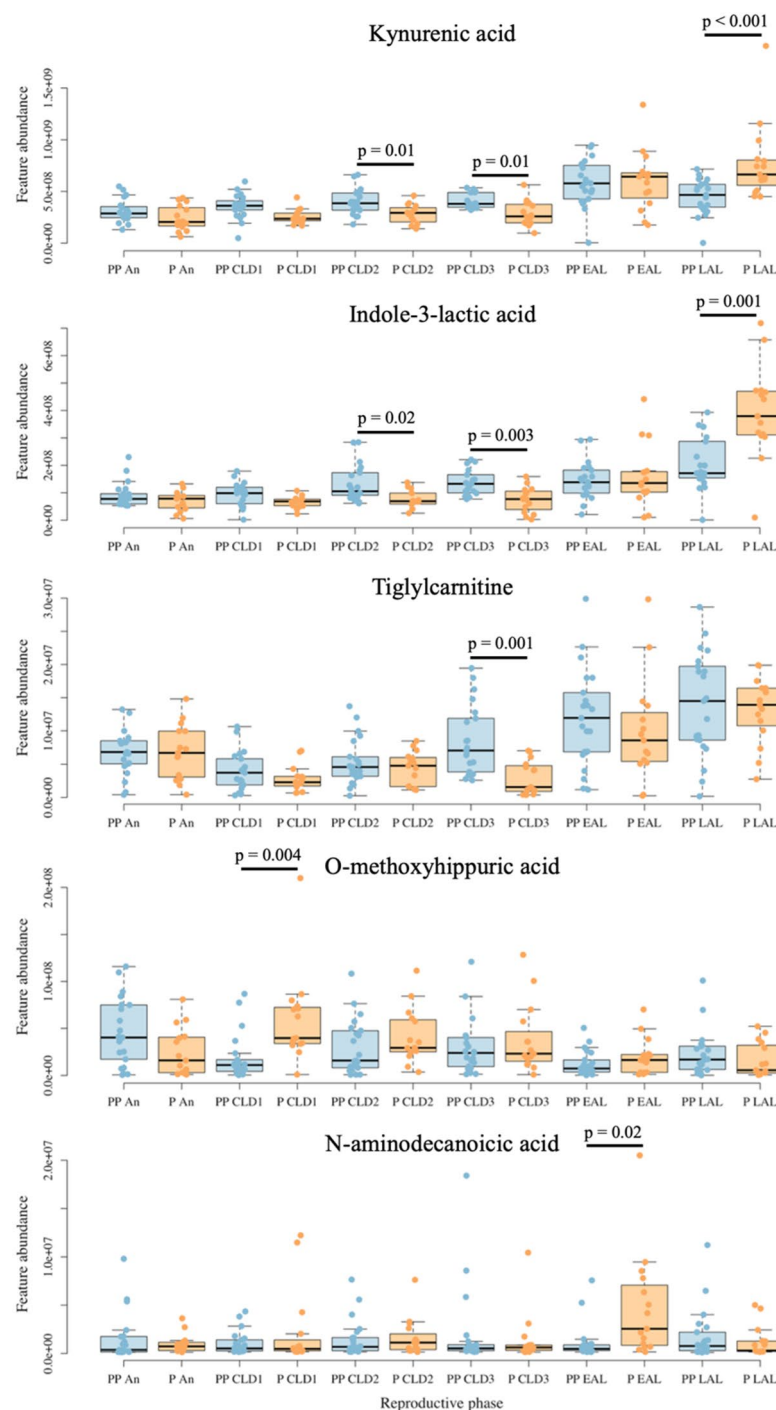 p < 0.001
Kynurenic acid
Feature abundance
1.5e+09
1.0e+09
5.0e+08
0.0e+00
p = 0.01
p = 0.01
PP An P An PP CLD1 P CLD1 PP CLD2 P CLD2 PP CLD3 P CLD3 PP EAL P EAL PP LAL P LAL
Indole-3-lactic acid
p = 0.001
Feature abundance
6e+08
4e+08
2e+08
0e+00
p = 0.02
p = 0.003
PP An P An PP CLD1 P CLD1 PP CLD2 P CLD2 PP CLD3 P CLD3 PP EAL P EAL PP LAL P LAL
Tiglylcarnitine
Feature abundance
3.0e+07
2.0e+07
1.0e+07
0.0e+00
p = 0.001
PP An P An PP CLD1 P CLD1 PP CLD2 P CLD2 PP CLD3 P CLD3 PP EAL P EAL PP LAL P LAL
p = 0.004
O-methoxyhippuric acid
Feature abundance
2.0e+08
1.0e+08
0.0e+00
PP An P An PP CLD1 P CLD1 PP CLD2 P CLD2 PP CLD3 P CLD3 PP EAL P EAL PP LAL P LAL
N-aminodecanoicic acid
p = 0.02
Feature abundance
2.0e+07
1.0e+07
0.0e+00
PP An P An PP CLD1 P CLD1 PP CLD2 P CLD2 PP CLD3 P CLD3 PP EAL P EAL PP LAL P LAL
Reproductive phase